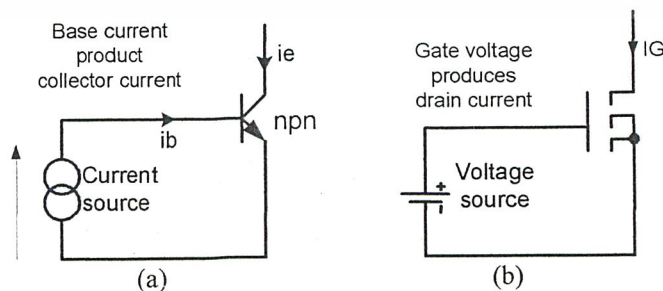 Base current
product
collector current
ie
ib
npn
Current
source
(a)
Gate voltage
produces
drain current
IG
+
Voltage
source
(b)